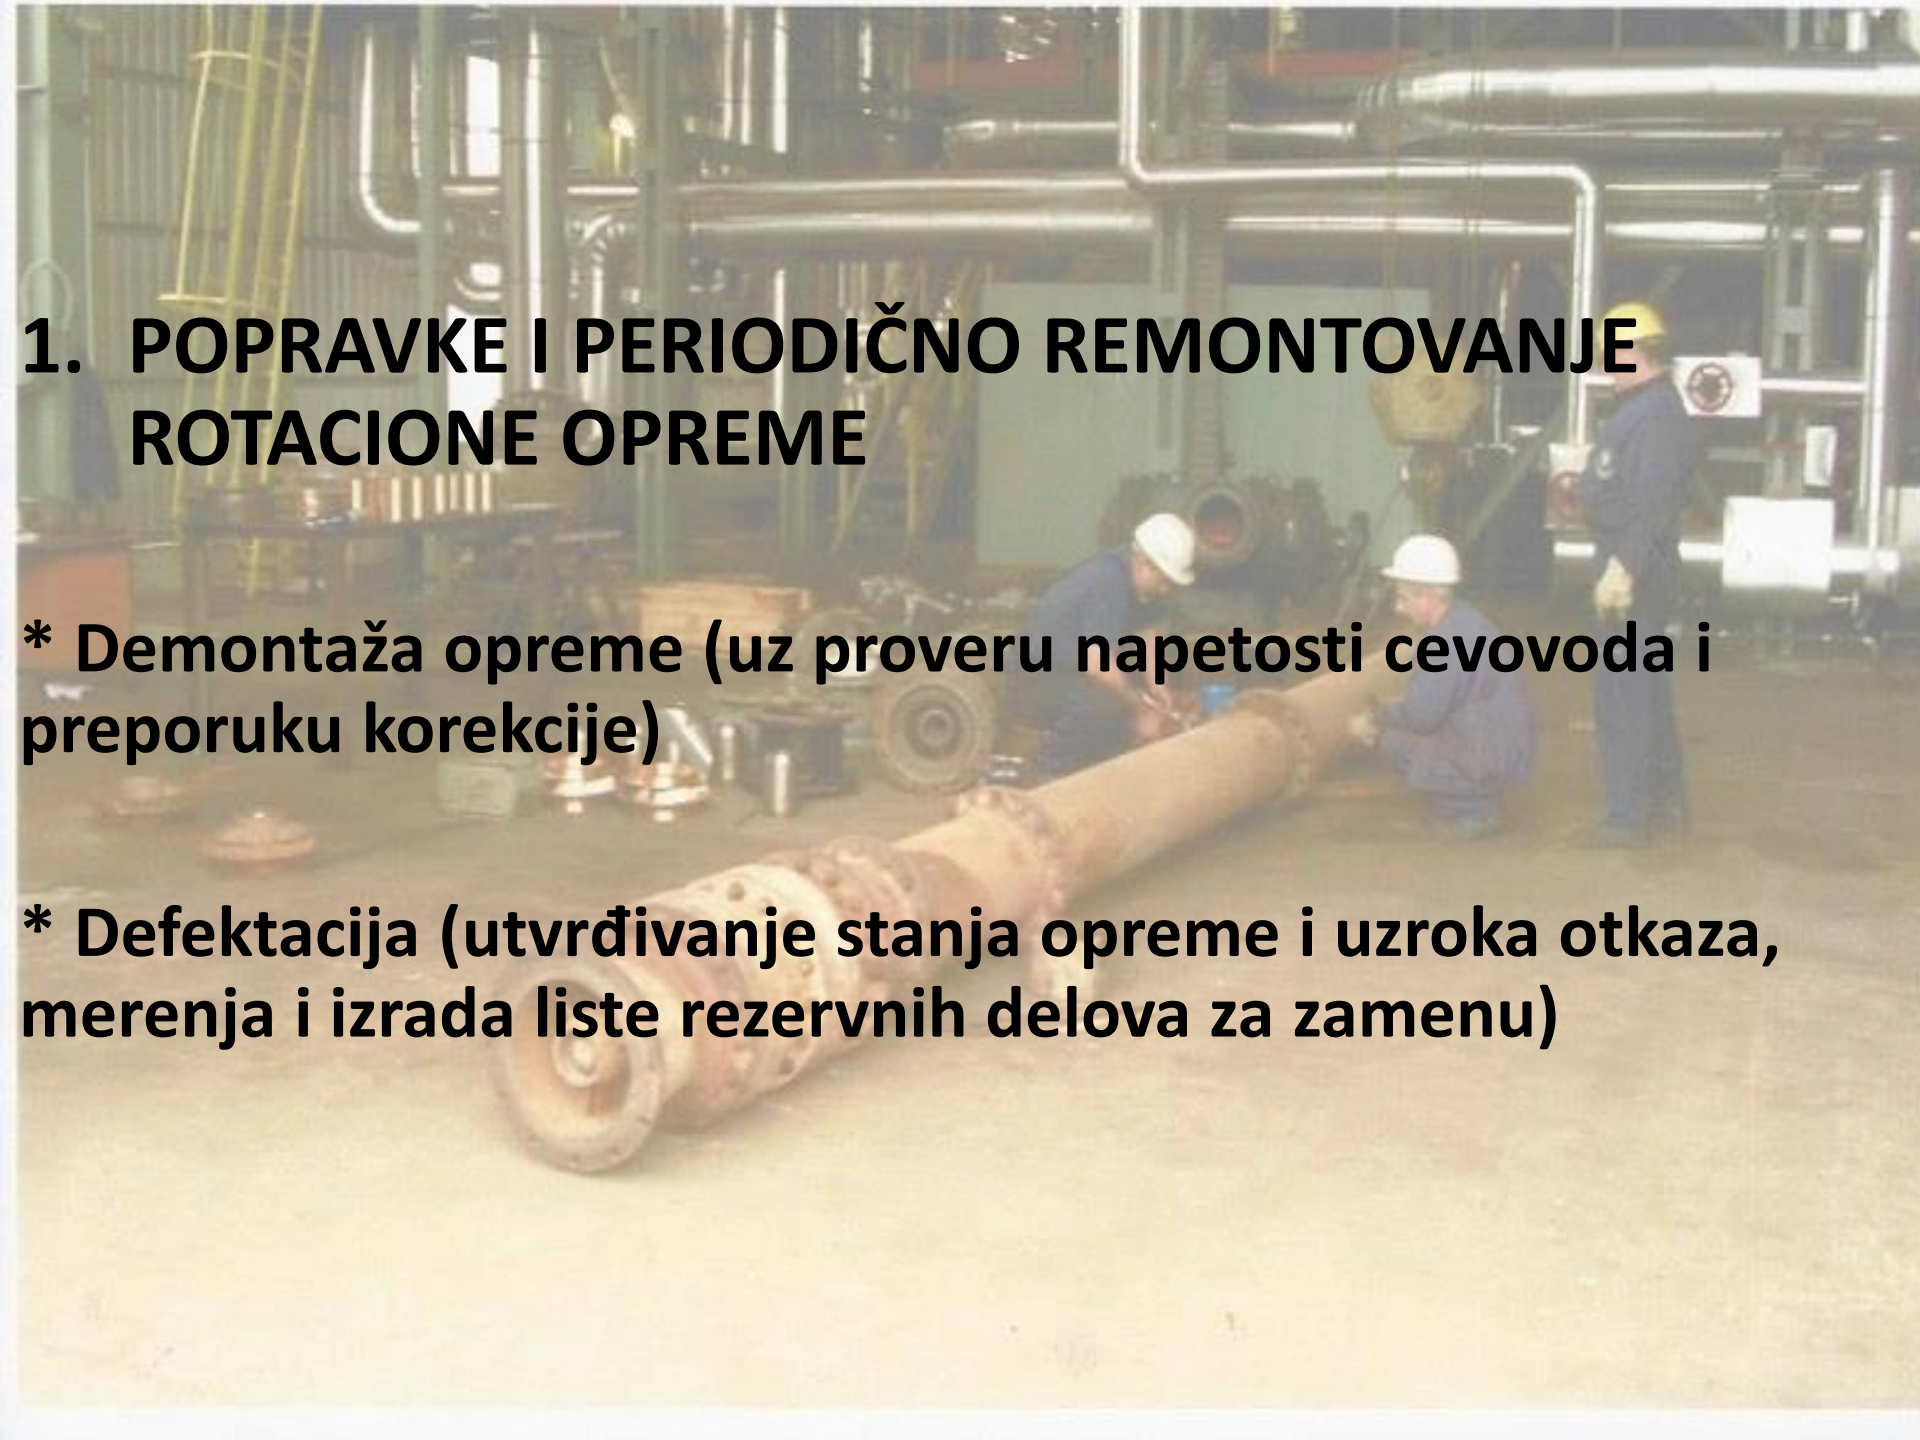 1. POPRAVKE I PERIODIČNO REMONTOVANJE
ROTACIONE OPREME
* Demontaža opreme (uz proveru napetosti cevovoda i
preporuku korekcije)
* Defektacija (utvrđivanje stanja opreme i uzroka otkaza,
merenja i izrada liste rezervnih delova za zamenu)